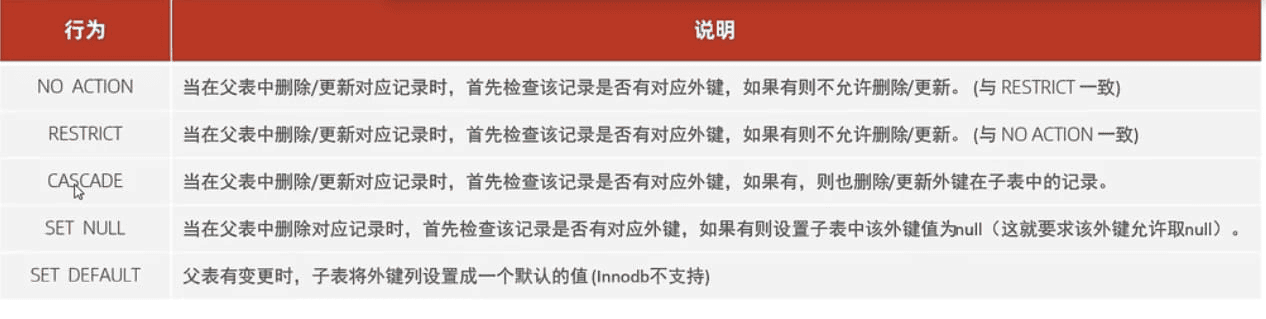 行为 说明
NO ACTION 当在父表中删除/更新对应记录时，首先检查该记录是否有对应外键，如果有则不允许删除/更新。 (与 RESTRICT 一致)
RESTRICT 当在父表中删除/更新对应记录时，首先检查该记录是否有对应外键，如果有则不允许删除/更新。 (与 NO ACTION 一致)
CASCADE 当在父表中删除/更新对应记录时，首先检查该记录是否有对应外键，如果有，则也删除/更新外键在子表中的记录。
SET NULL 当在父表中删除对应记录时，首先检查该记录是否有对应外键，如果有则设置子表中该外键值为null（这就要求该外键允许取null）。
SET DEFAULT 父表有变更时，子表将外键列设置成一个默认的值 (Innodb不支持)